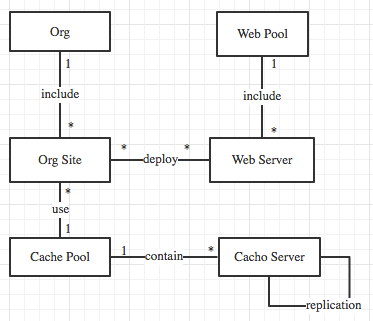 Org
Web Pool
1
1
include
include
*
*
Org Site
*
deploy
*
Web Server
*
use
1
Cache Pool
1
contain
*
Cacho Server
replication